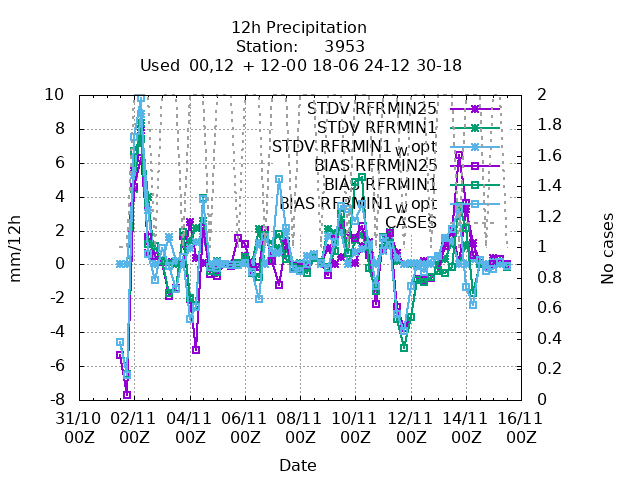 12h Precipitation
Station: 3953
Used 00,12 + 12-00 18-06 24-12 30-18
10 2
STDV RFRMIN25
8 1.8
STDV RFRMIN1
STDV RFRMIN1_w opt
6 1.6
BIAS RFRMIN25
BIAS RFRMIN1
4 1.4
BIAS RFRMIN1_w opt
CASES
2 1.2
0 1
-2 0.8
-4 0.6
0.4
-6 0.2
-8 0
mm/12h
No cases
31/10 02/11 04/11 06/11 08/11 10/11 12/11 14/11 16/11
00Z 00Z 00Z 00Z 00Z 00Z 00Z 00Z 00Z
Date